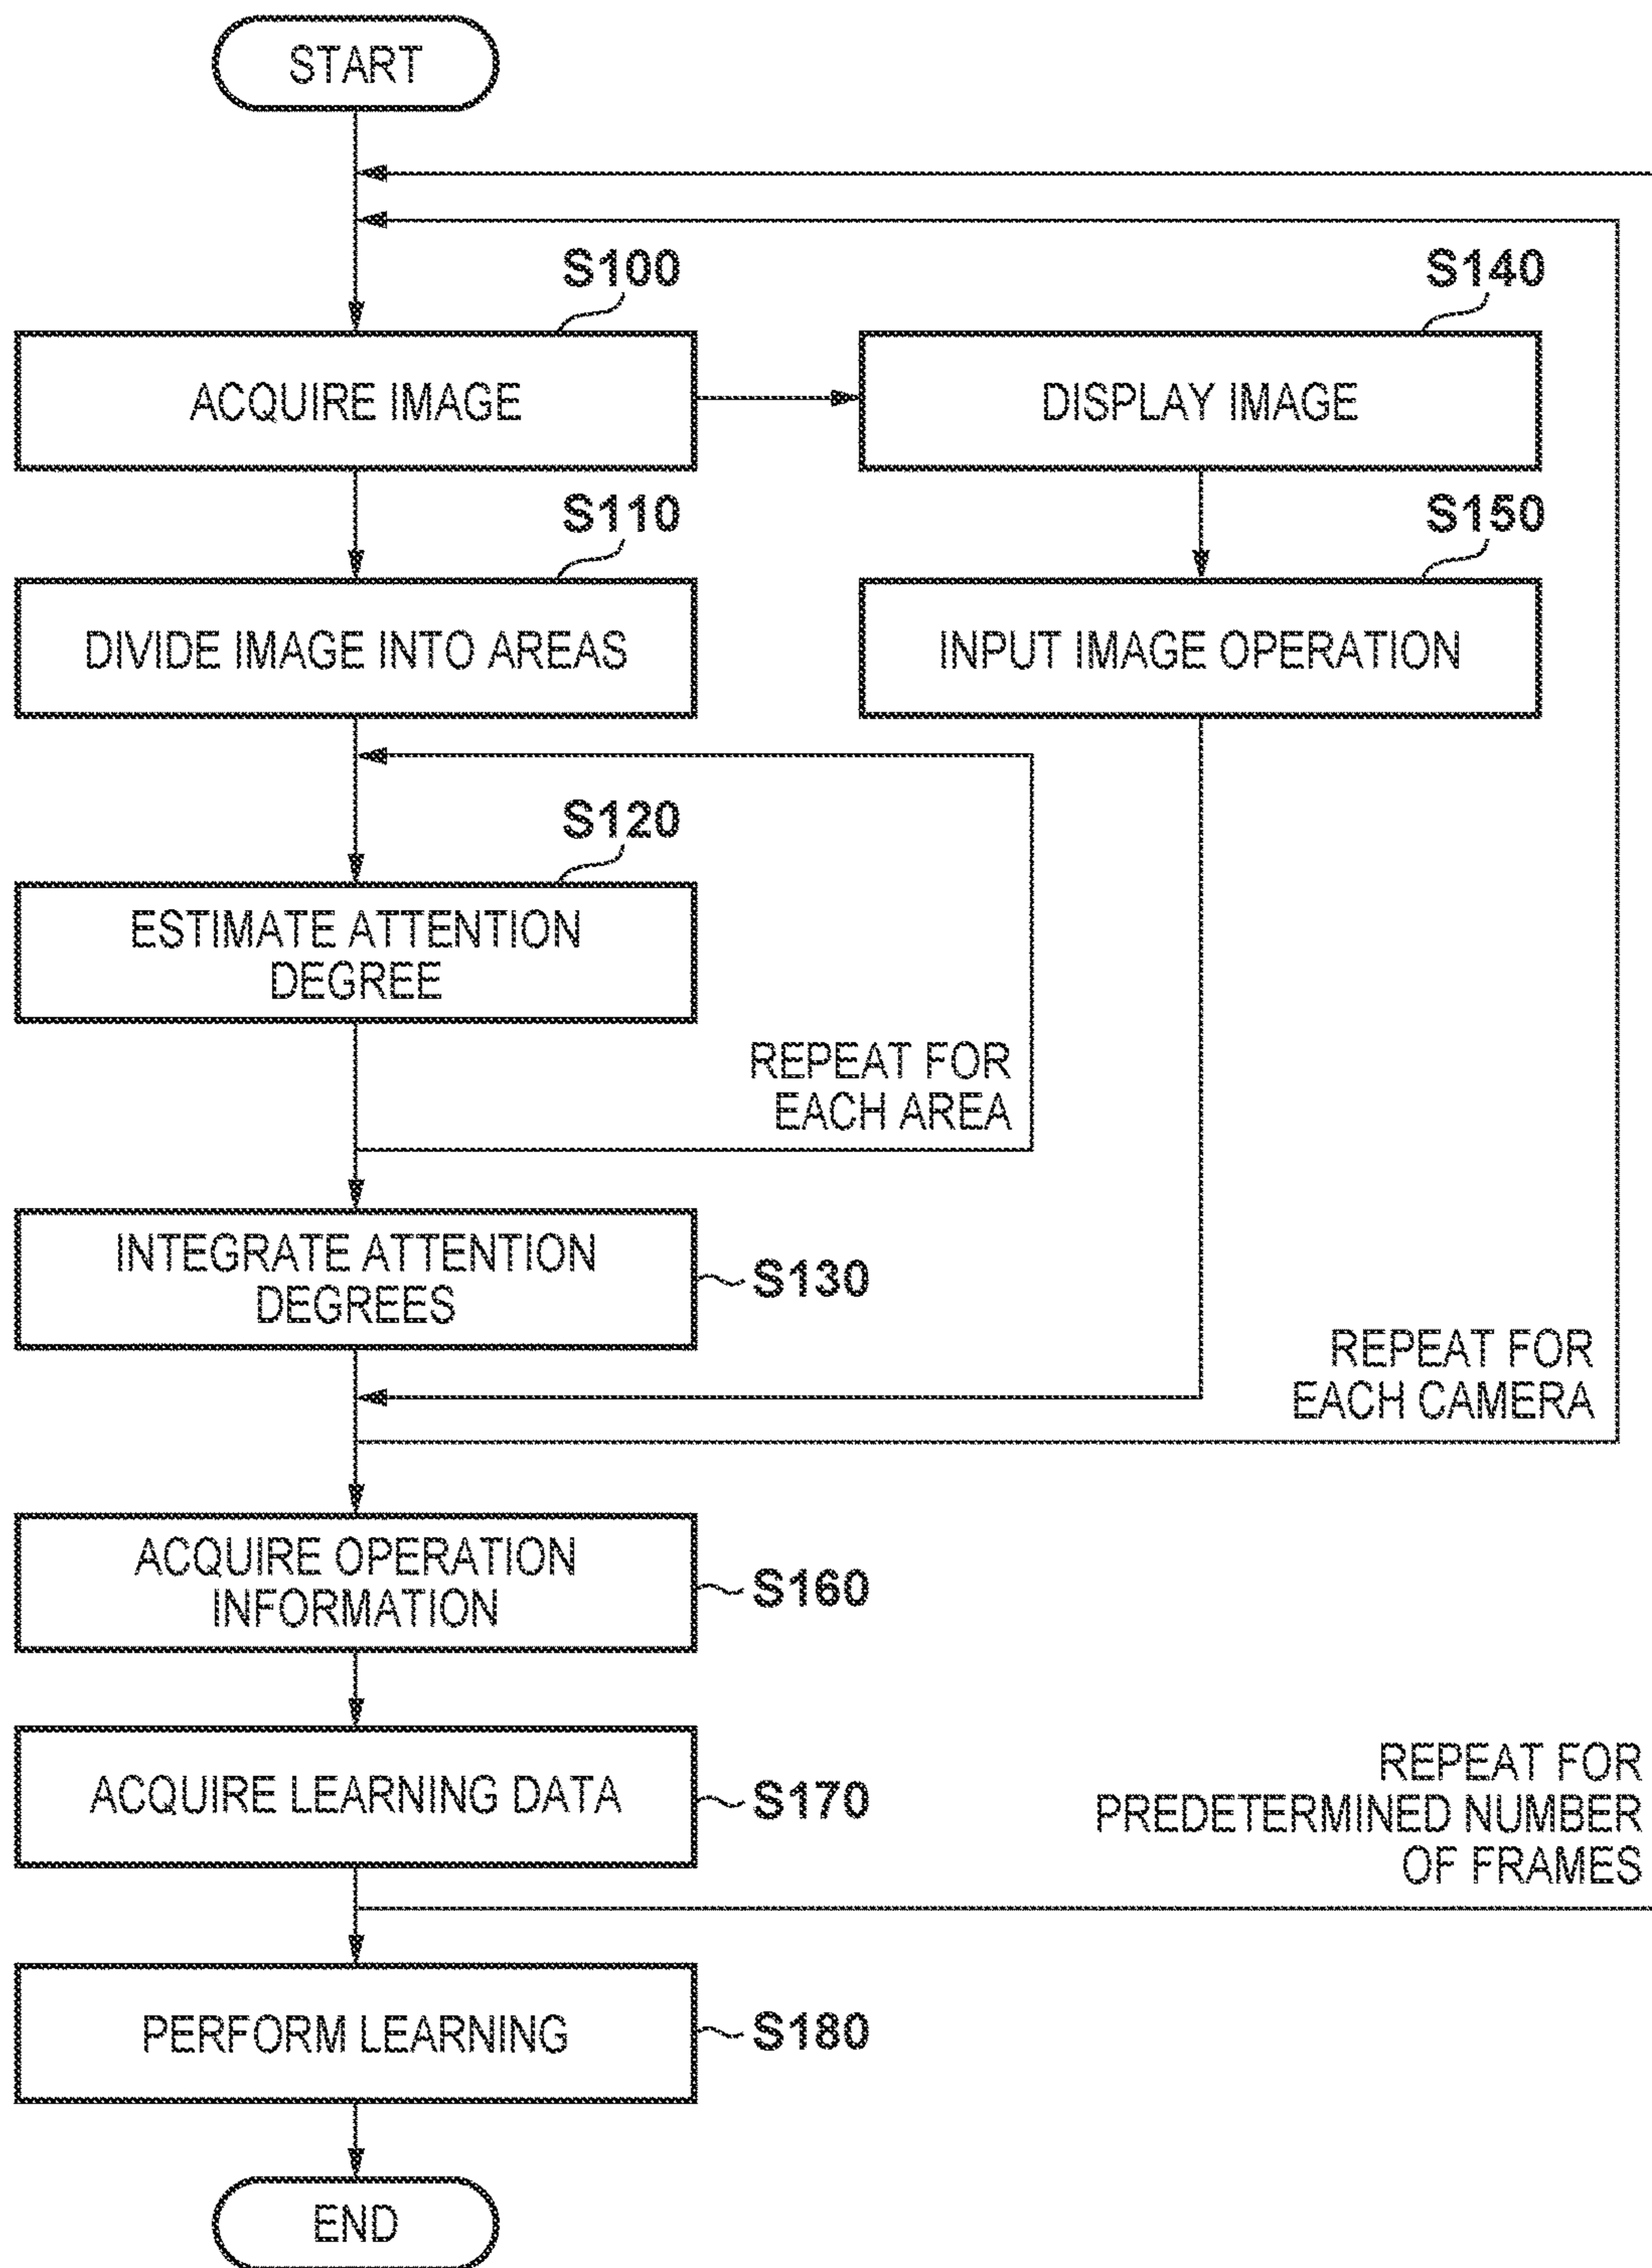 START
S100
S140
ACQUIRE IMAGE
DISPLAY IMAGE
S110
S150
DIVIDE IMAGE INTO AREAS
INPUT IMAGE OPERATION
S120
ESTIMATE ATTENTION
DEGREE
REPEAT FOR
EACH AREA
INTEGRATE ATTENTION
DEGREES
S130
REPEAT FOR
EACH CAMERA
ACQUIRE OPERATION
INFORMATION
S160
ACQUIRE LEARNING DATA
S170
REPEAT FOR
PREDETERMINED NUMBER
OF FRAMES
PERFORM LEARNING
S180
END